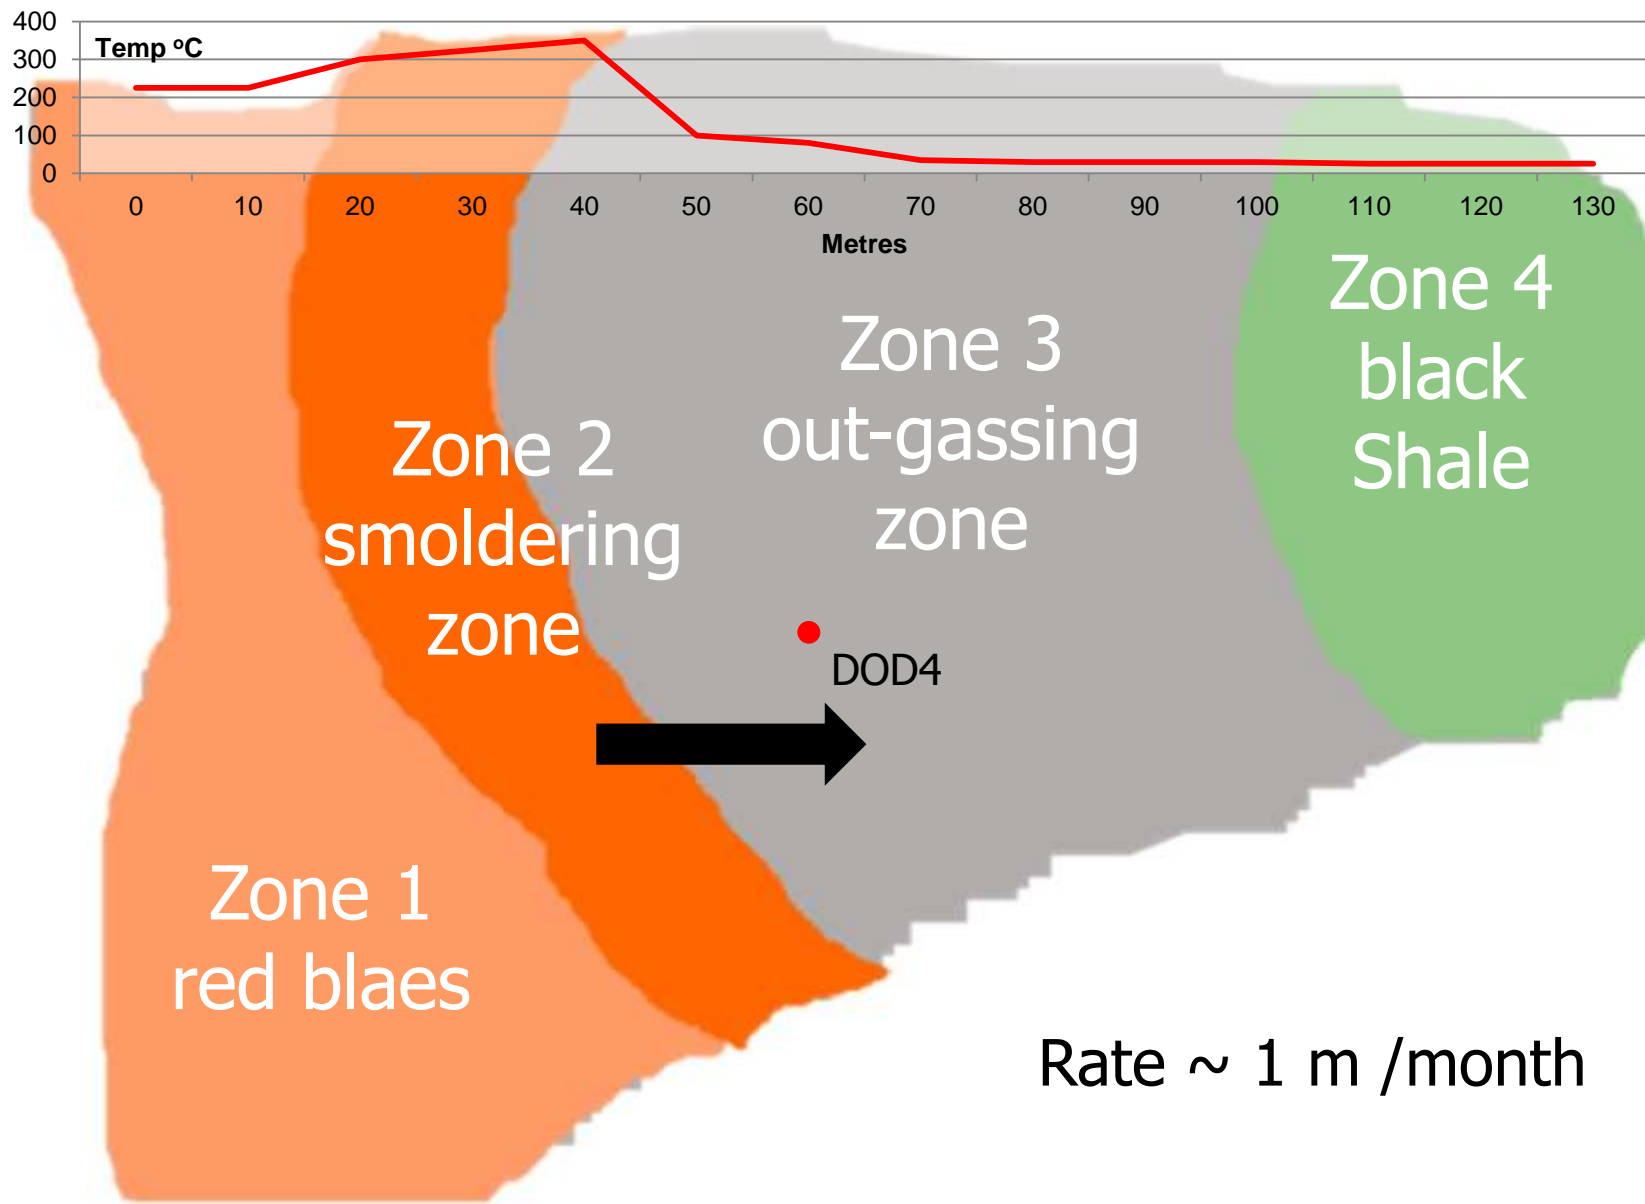 Temp ºC
400
300
200
100
0
0 10 20 30 40 50 60 70 80 90 100 110 120 130
Metres
Zone 4
black
Shale
Zone 3
out-gassing
zone
Zone 2
smoldering
zone
DOD4
Zone 1
red blaes
Rate ~ 1 m /month